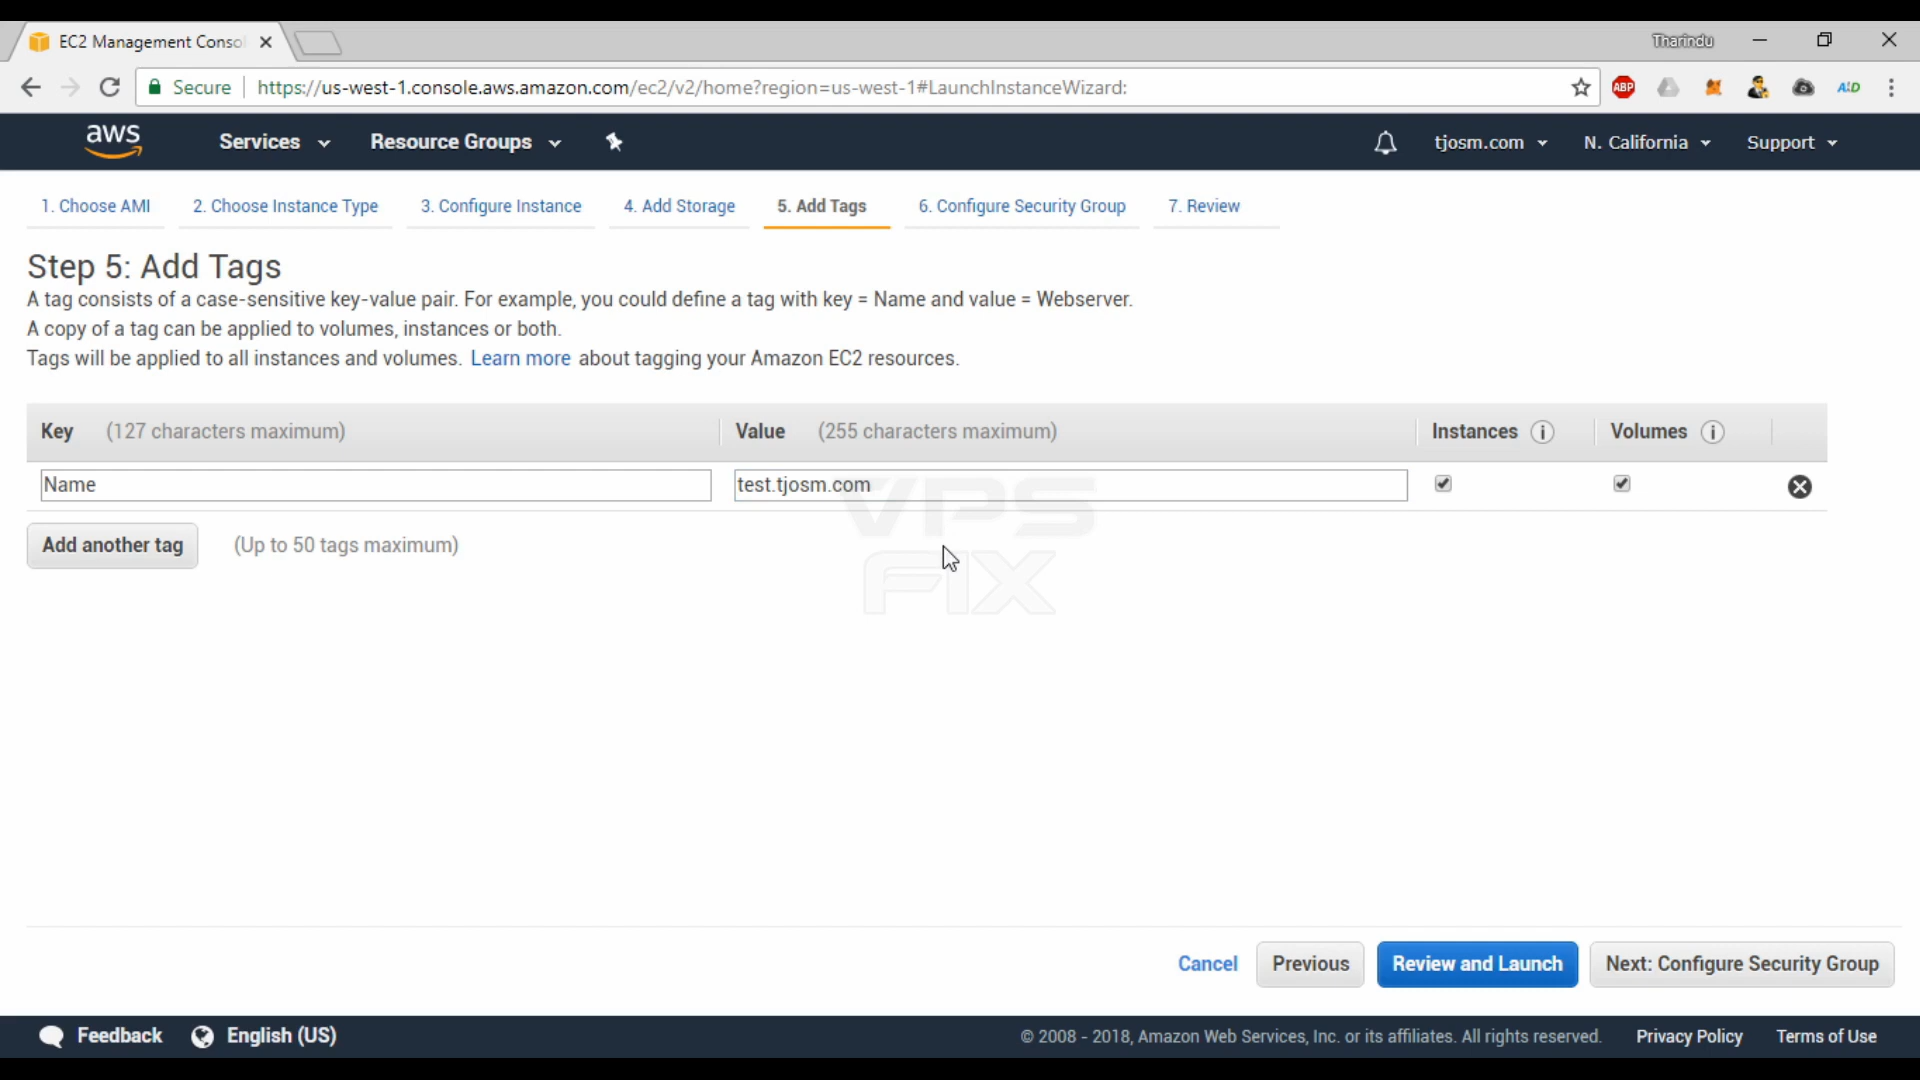 EC2 Management Conso
Tharindu
Secure
https://us-west-1.console.aws.amazon.com/ec2/v2/home?region=us-west-1#LaunchInstanceWizard:
ABP
A!D
aws
Services
Resource Groups
tjosm.com
N. California
Support
1. Choose AMI
2. Choose Instance Type
3. Configure Instance
4. Add Storage
5. Add Tags
6. Configure Security Group
7. Review
Step 5: Add Tags
A tag consists of a case-sensitive key-value pair. For example, you could define a tag with key = Name and value = Webserver.
A copy of a tag can be applied to volumes, instances or both.
Tags will be applied to all instances and volumes. Learn more about tagging your Amazon EC2 resources.
Key (127 characters maximum)
Value (255 characters maximum)
Instances
Volumes
Name
test.tjosm.com
VPS
FIX
Add another tag
(Up to 50 tags maximum)
Cancel
Previous
Review and Launch
Next: Configure Security Group
Feedback
English (US)
© 2008 - 2018, Amazon Web Services, Inc. or its affiliates. All rights reserved.
Privacy Policy
Terms of Use